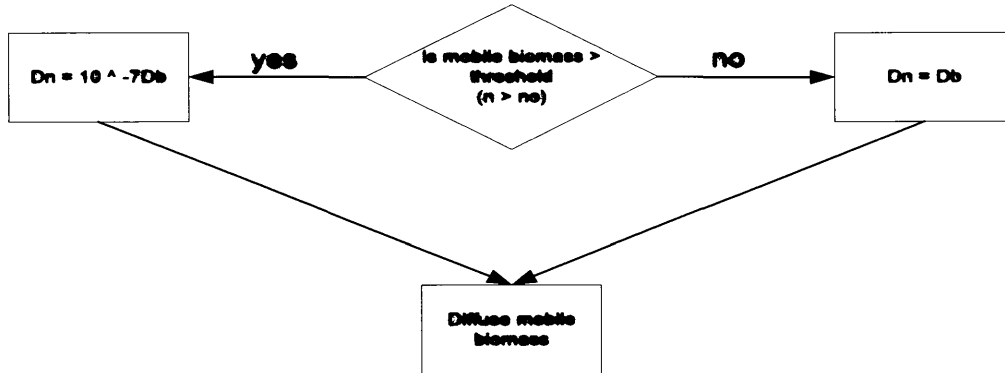 Is mobile biomass >
threshold
(n > no)
yes
no
Dn = 10 ^ -7Db
Dn = Db
Diffuse mobile
biomass